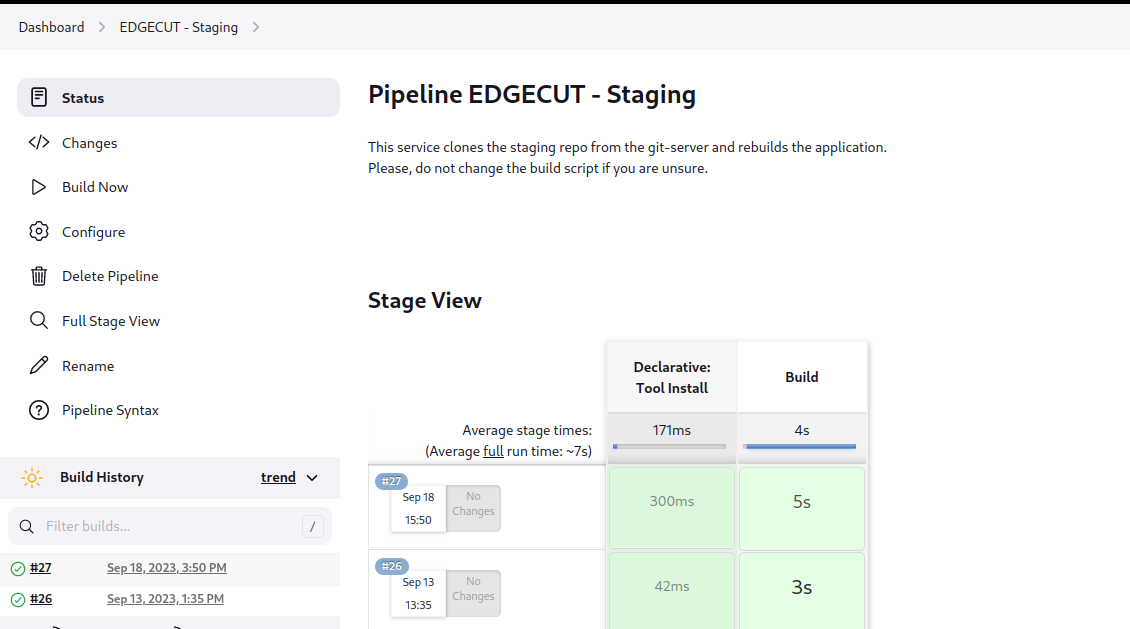 Dashboard > EDGECUT - Staging >
Status
Changes
Build Now
Configure
Delete Pipeline
Full Stage View
Rename
Pipeline Syntax
Build History trend
Filter builds... /
#27 Sep 18, 2023, 3:50 PM
#26 Sep 13, 2023, 1:35 PM
Pipeline EDGECUT - Staging
This service clones the staging repo from the git-server and rebuilds the application.
Please, do not change the build script if you are unsure.
Stage View
Declarative:
Tool Install
Build
Average stage times:
(Average full run time: ~7s)
171ms
4s
#27
Sep 18
15:50
No
Changes
300ms
5s
#26
Sep 13
13:35
No
Changes
42ms
3s